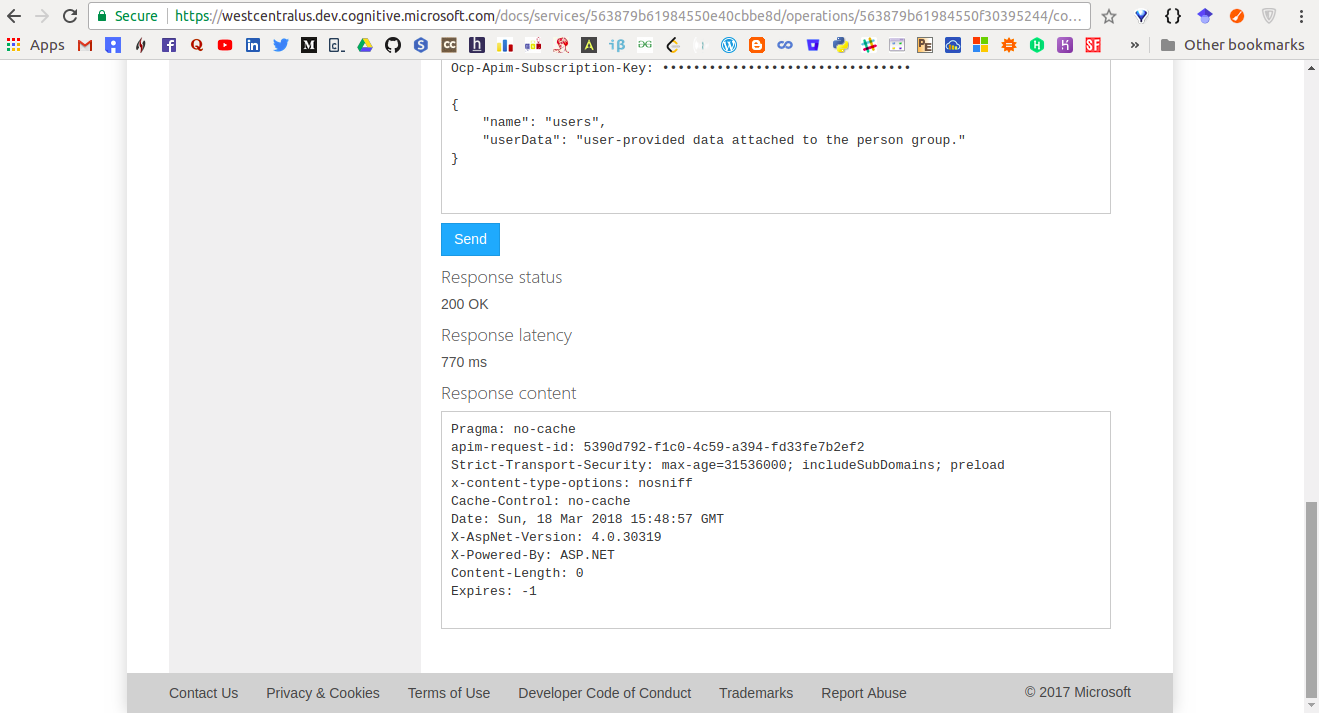 Secure
https://westcentralus.dev.cognitive.microsoft.com/docs/services/563879b61984550e40cbbe8d/operations/563879b61984550f30395244/co...
Apps
Other bookmarks
Ocp-Apim-Subscription-Key: ••••••••••••••••••••••••••••••••
{
"name": "users",
"userData": "user-provided data attached to the person group."
}
Send
Response status
200 OK
Response latency
770 ms
Response content
Pragma: no-cache
apim-request-id: 5390d792-f1c0-4c59-a394-fd33fe7b2ef2
Strict-Transport-Security: max-age=31536000; includeSubDomains; preload
x-content-type-options: nosniff
Cache-Control: no-cache
Date: Sun, 18 Mar 2018 15:48:57 GMT
X-AspNet-Version: 4.0.30319
X-Powered-By: ASP.NET
Content-Length: 0
Expires: -1
Contact Us Privacy & Cookies Terms of Use Developer Code of Conduct Trademarks Report Abuse © 2017 Microsoft